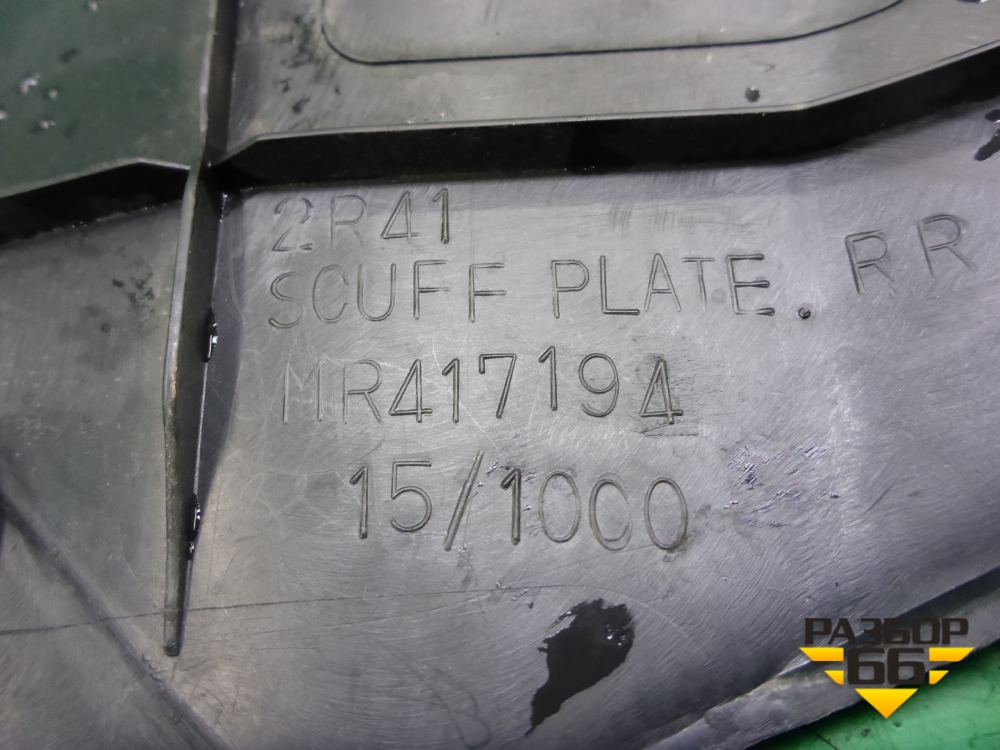 2R41
SCUFF PLATE. RR
MR417194
15/1000
РАЗБОР
66